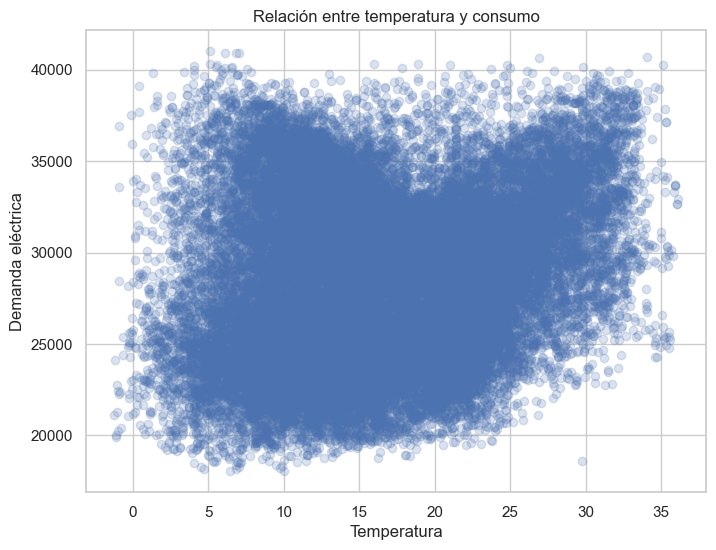 Relación entre temperatura y consumo
40000
35000
30000
25000
20000
Demanda eléctrica
0 5 10 15 20 25 30 35
Temperatura